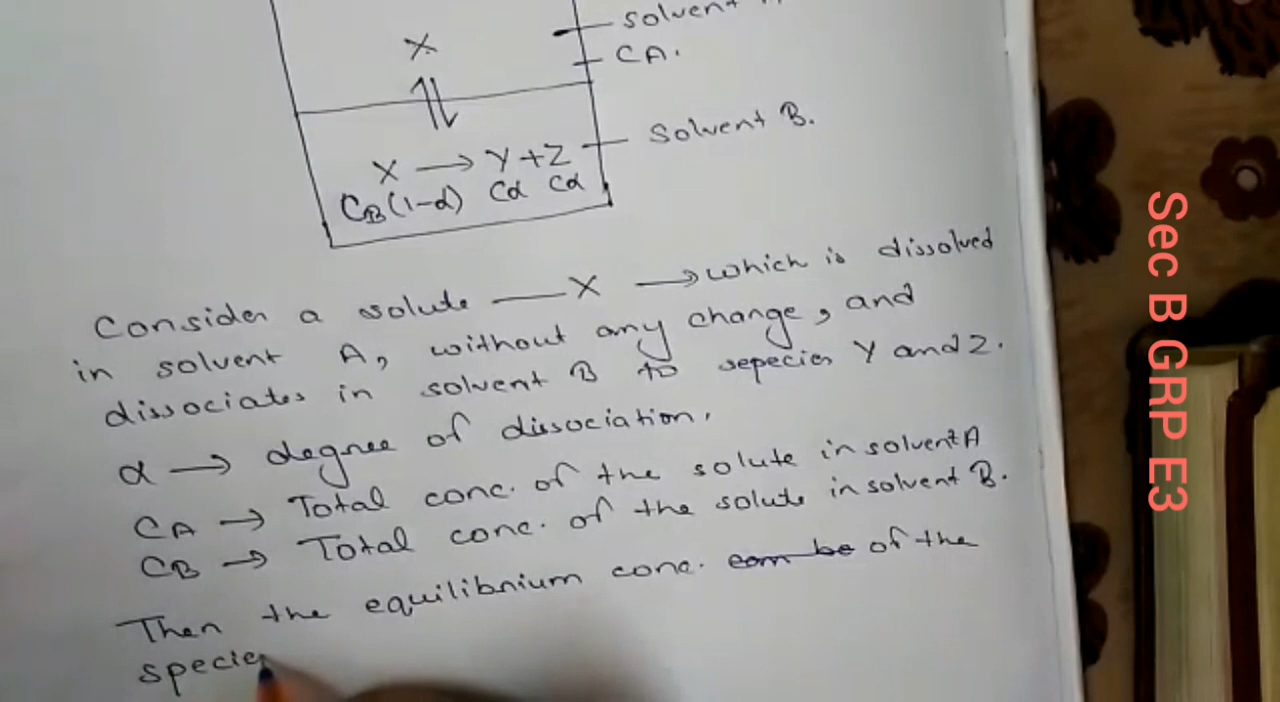 solvent
X
CA.
⇌
Solvent B.
X → Y + Z
CB(1-α) Cα Cα
Consider a solute — X → which is dissolved
in solvent A, without any change, and
dissociates in solvent B to sepecies Y and Z.
α → degree of dissociation.
CA → Total conc. of the solute in solvent A
CB → Total conc. of the solute in solvent B.
Then the equilibrium conc. can be of the
specie
Sec B GRP E3